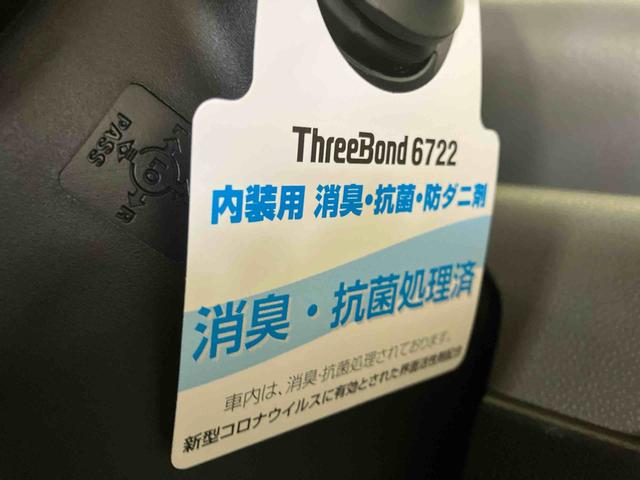 ThreeBond 6722
内装用 消臭・抗菌・防ダニ剤
消臭・抗菌処理済
車内は、消臭・抗菌処理されております。
新型コロナウイルスに有効とされた界面活性剤配合
PASS
LO
R